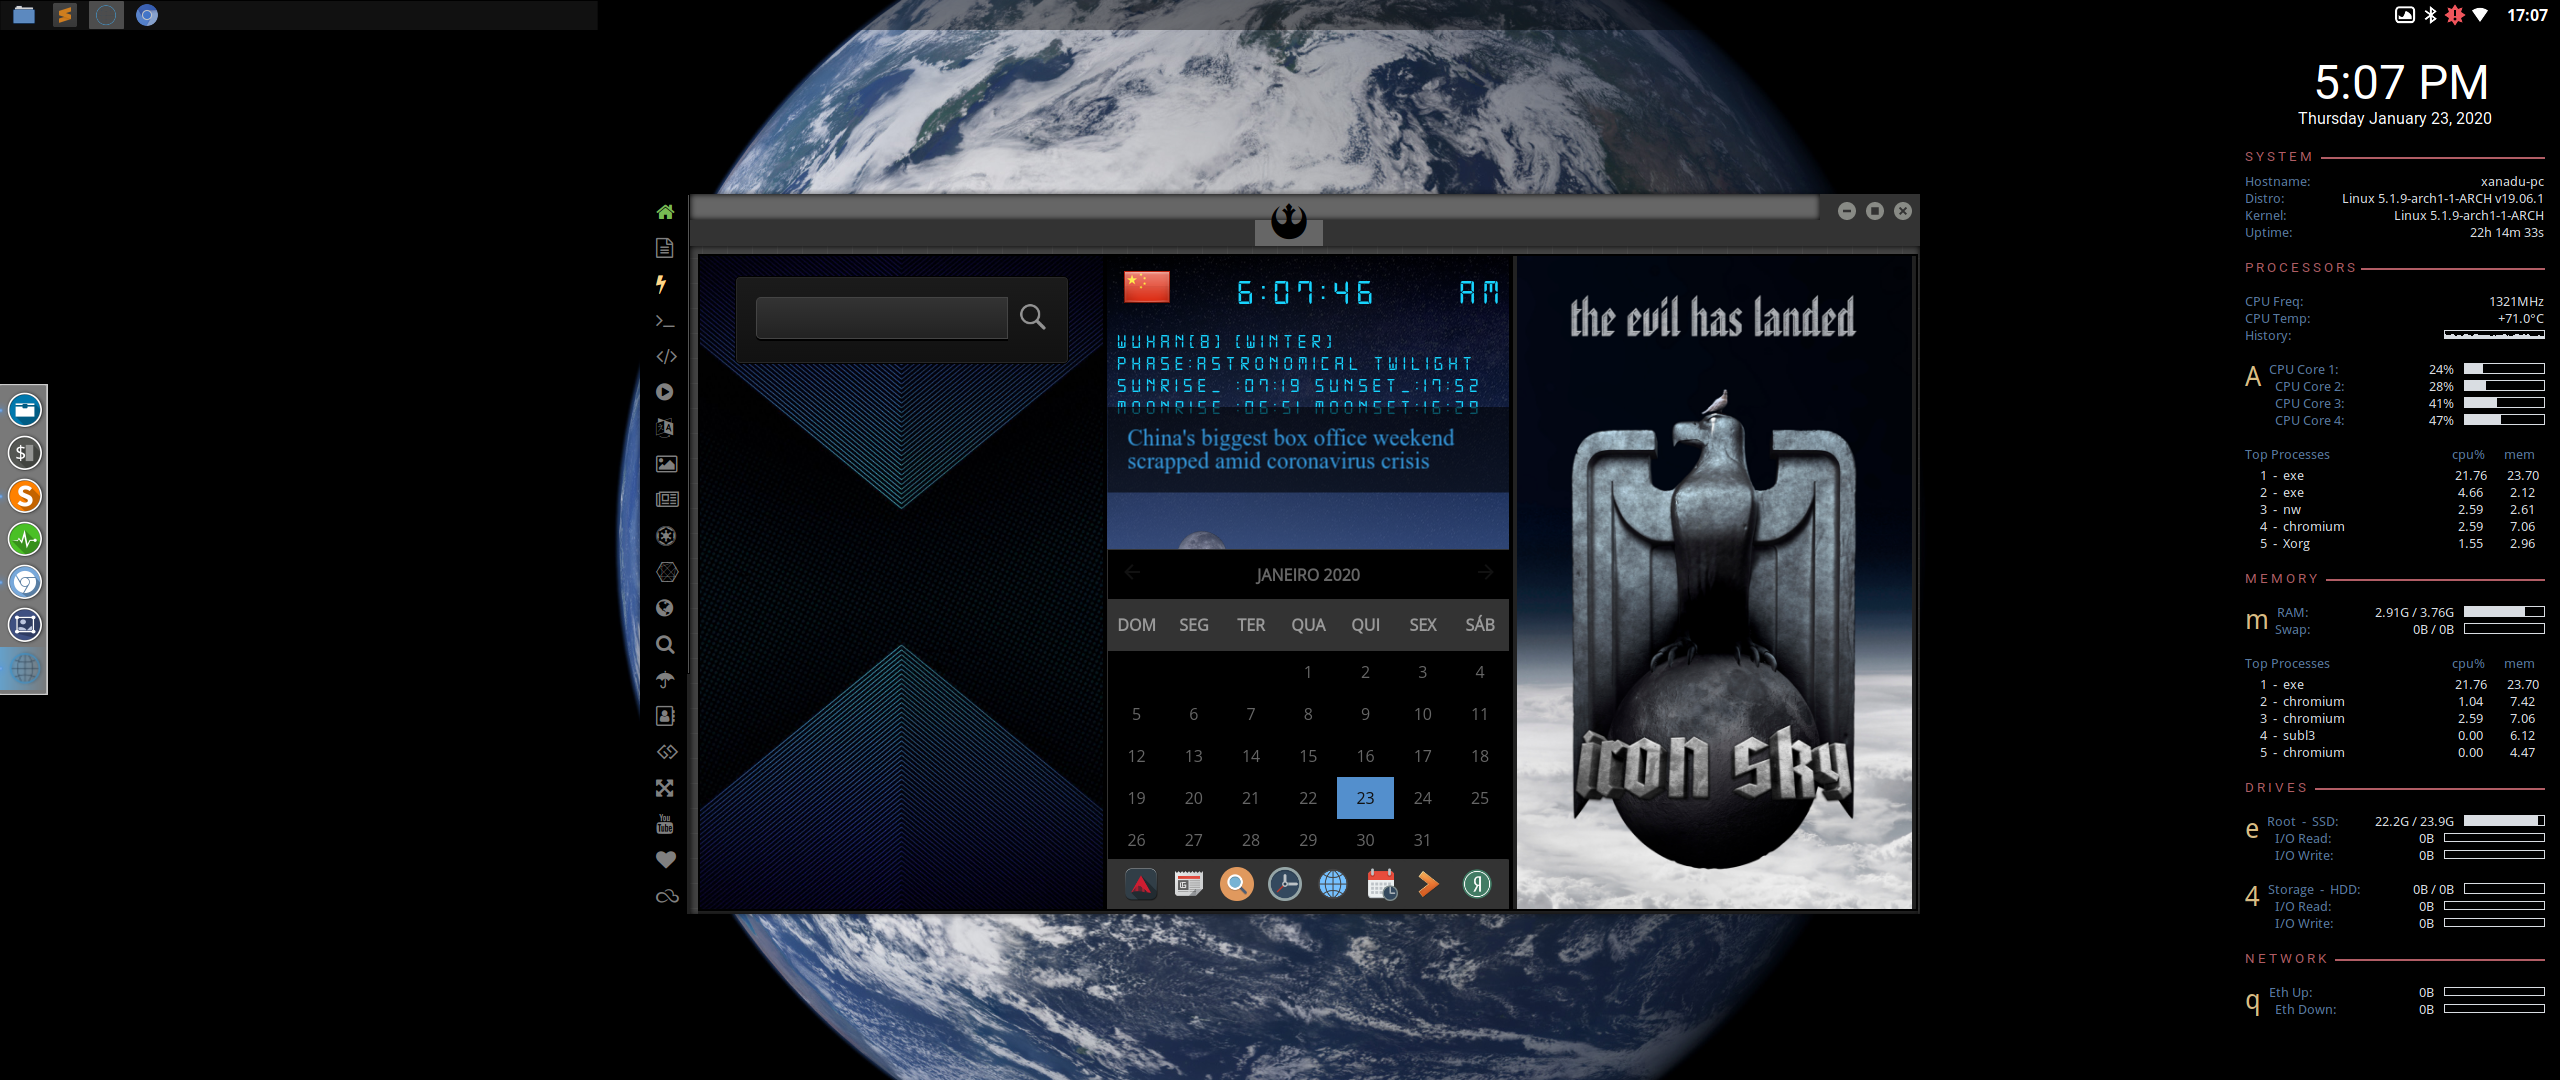 17:07
5:07 PM
Thursday January 23, 2020
SYSTEM
Hostname: xanadu-pc
Distro: Linux 5.1.9-arch1-1-ARCH v19.06.1
Kernel: Linux 5.1.9-arch1-1-ARCH
Uptime: 22h 14m 33s
PROCESSORS
CPU Freq: 1321MHz
CPU Temp: +71.0°C
History:
A CPU Core 1: 24%
CPU Core 2: 28%
CPU Core 3: 41%
CPU Core 4: 47%
Top Processes cpu% mem
1 - exe 21.76 23.70
2 - exe 4.66 2.12
3 - nw 2.59 2.61
4 - chromium 2.59 7.06
5 - Xorg 1.55 2.96
MEMORY
m RAM: 2.91G / 3.76G
Swap: 0B / 0B
Top Processes cpu% mem
1 - exe 21.76 23.70
2 - chromium 1.04 7.42
3 - chromium 2.59 7.06
4 - subl3 0.00 6.12
5 - chromium 0.00 4.47
DRIVES
e Root - SSD: 22.2G / 23.9G
I/O Read: 0B
I/O Write: 0B
4 Storage - HDD: 0B / 0B
I/O Read: 0B
I/O Write: 0B
NETWORK
q Eth Up: 0B
Eth Down: 0B
6:07:46 AM
WUHAN(8) (WINTER)
PHASE:ASTRONOMICAL TWILIGHT
SUNRISE_ :07:19 SUNSET_:17:52
MOONRISE :06:51 MOONSET:16:29
China's biggest box office weekend
scrapped amid coronavirus crisis
JANEIRO 2020
DOM SEG TER QUA QUI SEX SÁB
1 2 3 4
5 6 7 8 9 10 11
12 13 14 15 16 17 18
19 20 21 22 23 24 25
26 27 28 29 30 31
the evil has landed
iron sky
You
Tube